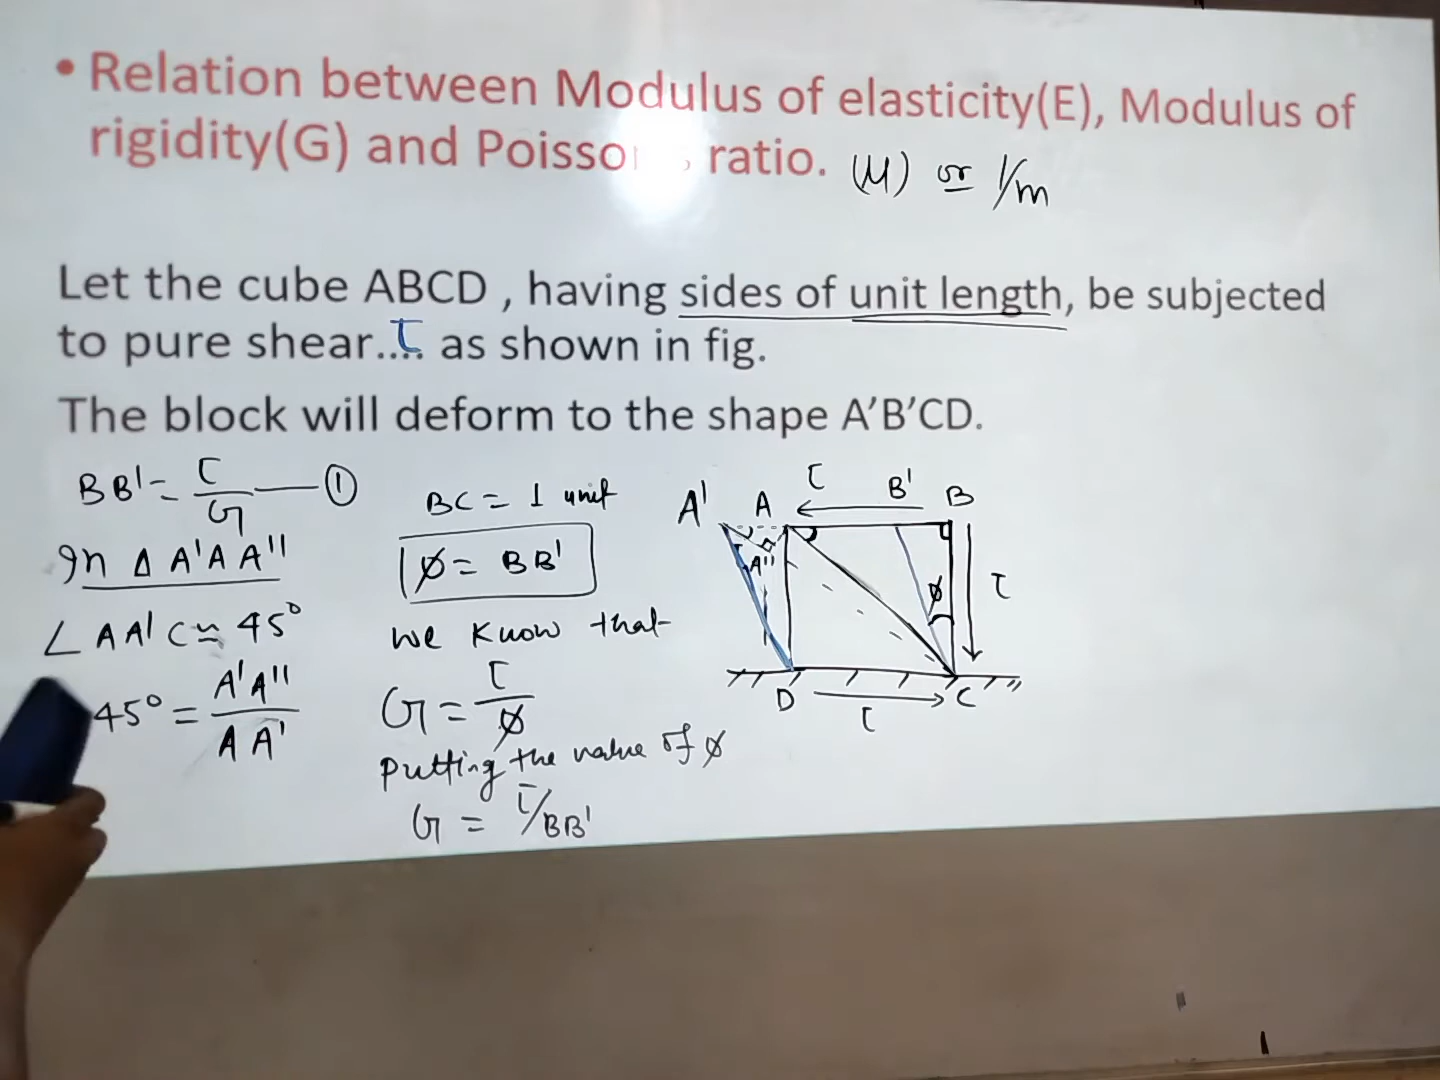 • Relation between Modulus of elasticity(E), Modulus of
rigidity(G) and Poisso ratio. (μ) or 1/m
Let the cube ABCD , having sides of unit length, be subjected
to pure shear..τ.. as shown in fig.
The block will deform to the shape A'B'CD.
BB' = τ/G — ①
In Δ A'A A"
∠ AA'C ≈ 45°
45° = A'A"/AA'
BC = 1 unit
φ = BB'
we know that
G = τ/φ
putting the value of φ
G = τ/BB'
A' A τ B' B
A" φ τ
D τ C